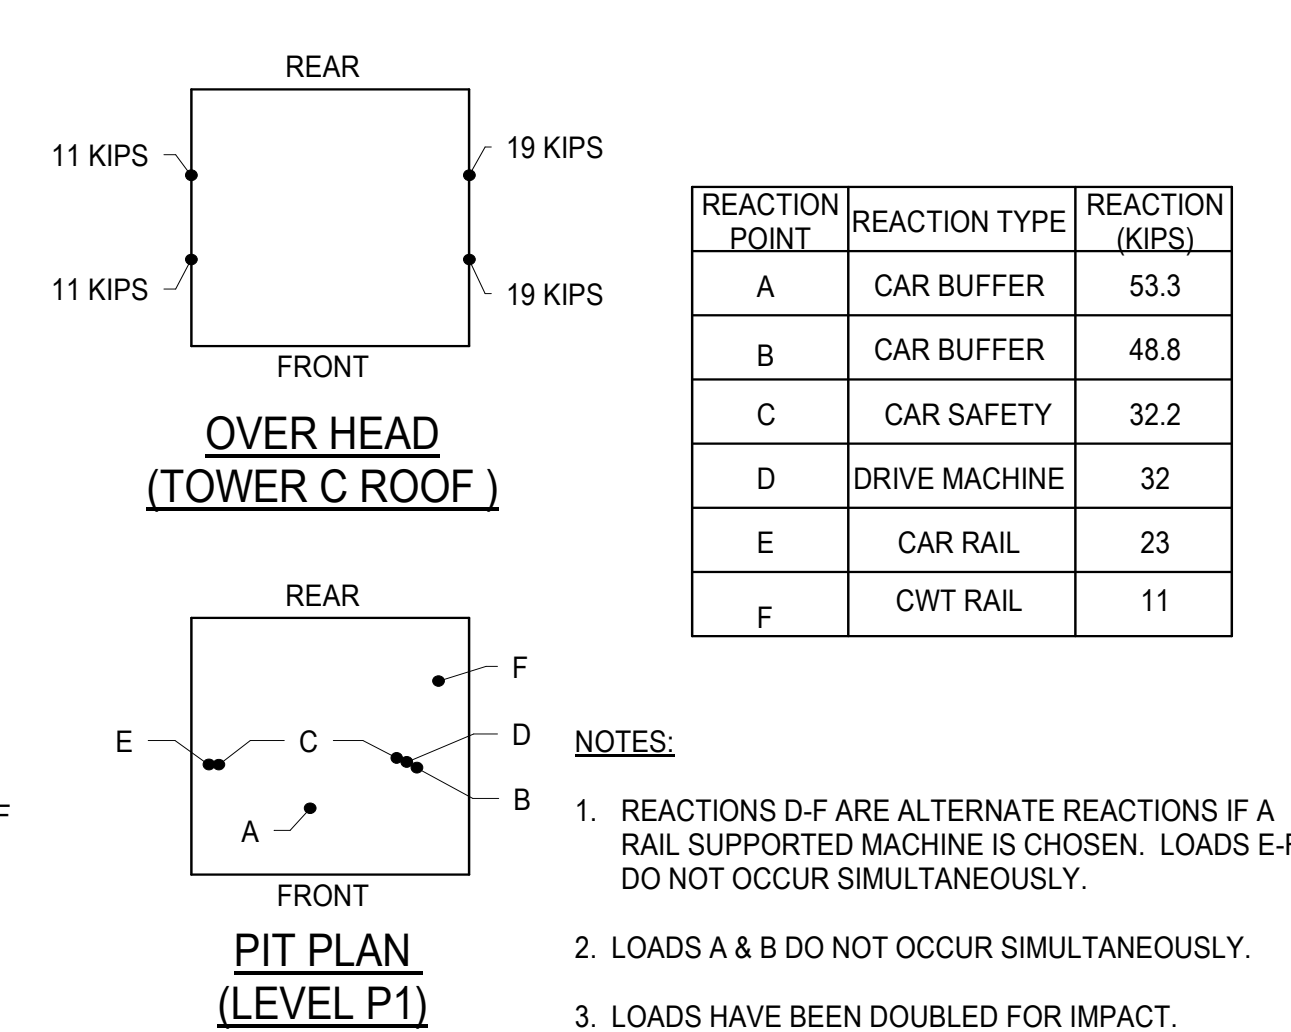 REAR
11 KIPS
19 KIPS
11 KIPS
19 KIPS
FRONT
OVER HEAD
(TOWER C ROOF )
REACTION POINT REACTION TYPE REACTION (KIPS)
A CAR BUFFER 53.3
B CAR BUFFER 48.8
C CAR SAFETY 32.2
D DRIVE MACHINE 32
E CAR RAIL 23
F CWT RAIL 11
REAR
F
E
C
D
B
A
FRONT
PIT PLAN
(LEVEL P1)
F
NOTES:
1. REACTIONS D-F ARE ALTERNATE REACTIONS IF A
RAIL SUPPORTED MACHINE IS CHOSEN. LOADS E-F
DO NOT OCCUR SIMULTANEOUSLY.
2. LOADS A & B DO NOT OCCUR SIMULTANEOUSLY.
3. LOADS HAVE BEEN DOUBLED FOR IMPACT.